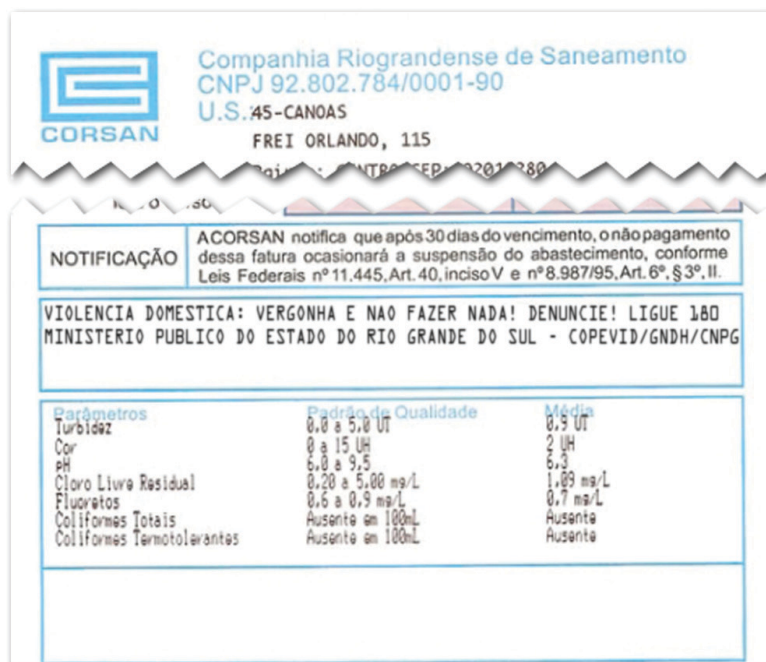 CORSAN
Companhia Riograndense de Saneamento
CNPJ 92.802.784/0001-90
U.S.:45-CANOAS
FREI ORLANDO, 115
NOTIFICAÇÃO
A CORSAN notifica que após 30 dias do vencimento, o não pagamento
dessa fatura ocasionará a suspensão do abastecimento, conforme
Leis Federais nº 11.445, Art. 40, inciso V e nº 8.987/95, Art. 6º, § 3º, II.
VIOLENCIA DOMESTICA: VERGONHA E NAO FAZER NADA! DENUNCIE! LIGUE 180
MINISTERIO PUBLICO DO ESTADO DO RIO GRANDE DO SUL - COPEVID/GNDH/CNPG
Parâmetros Padrão de Qualidade Média
Turbidez 0.0 a 5.0 UT 0.9 UT
Cor 0 a 15 UH 2 UH
pH 6.0 a 9.5 6.3
Cloro Livre Residual 0.20 a 5.00 mg/L 1.09 mg/L
Fluoretos 0.6 a 0.9 mg/L 0.7 mg/L
Coliformes Totais Ausente em 100mL Ausente
Coliformes Termotolerantes Ausente em 100mL Ausente